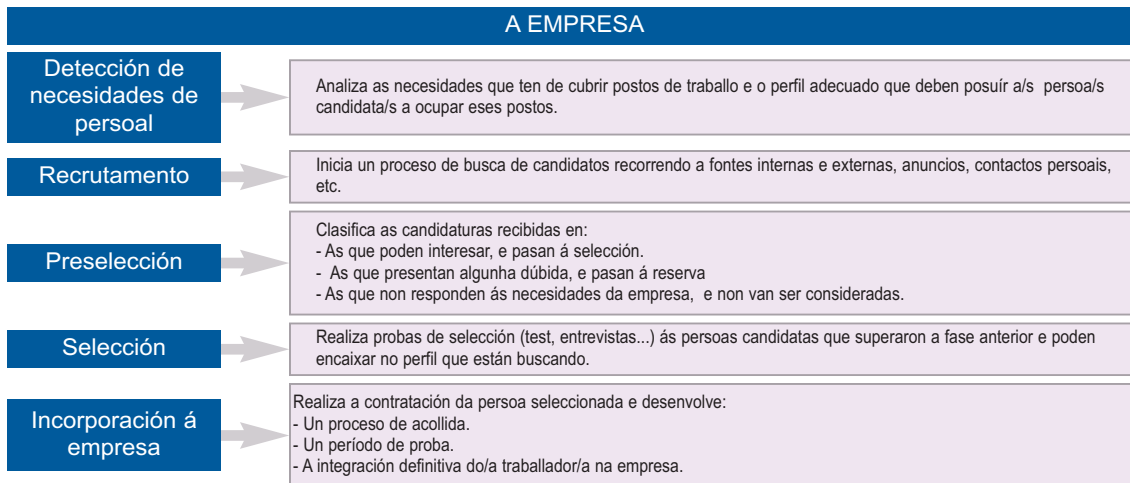 A EMPRESA
Detección de
necesidades de
persoal
Analiza as necesidades que ten de cubrir postos de traballo e o perfil adecuado que deben posuír a/s persoa/s
candidata/s a ocupar eses postos.
Recrutamento
Inicia un proceso de busca de candidatos recorrendo a fontes internas e externas, anuncios, contactos persoais,
etc.
Preselección
Clasifica as candidaturas recibidas en:
- As que poden interesar, e pasan á selección.
- As que presentan algunha dúbida, e pasan á reserva
- As que non responden ás necesidades da empresa, e non van ser consideradas.
Selección
Realiza probas de selección (test, entrevistas...) ás persoas candidatas que superaron a fase anterior e poden
encaixar no perfil que están buscando.
Incorporación á
empresa
Realiza a contratación da persoa seleccionada e desenvolve:
- Un proceso de acollida.
- Un período de proba.
- A integración definitiva do/a traballador/a na empresa.